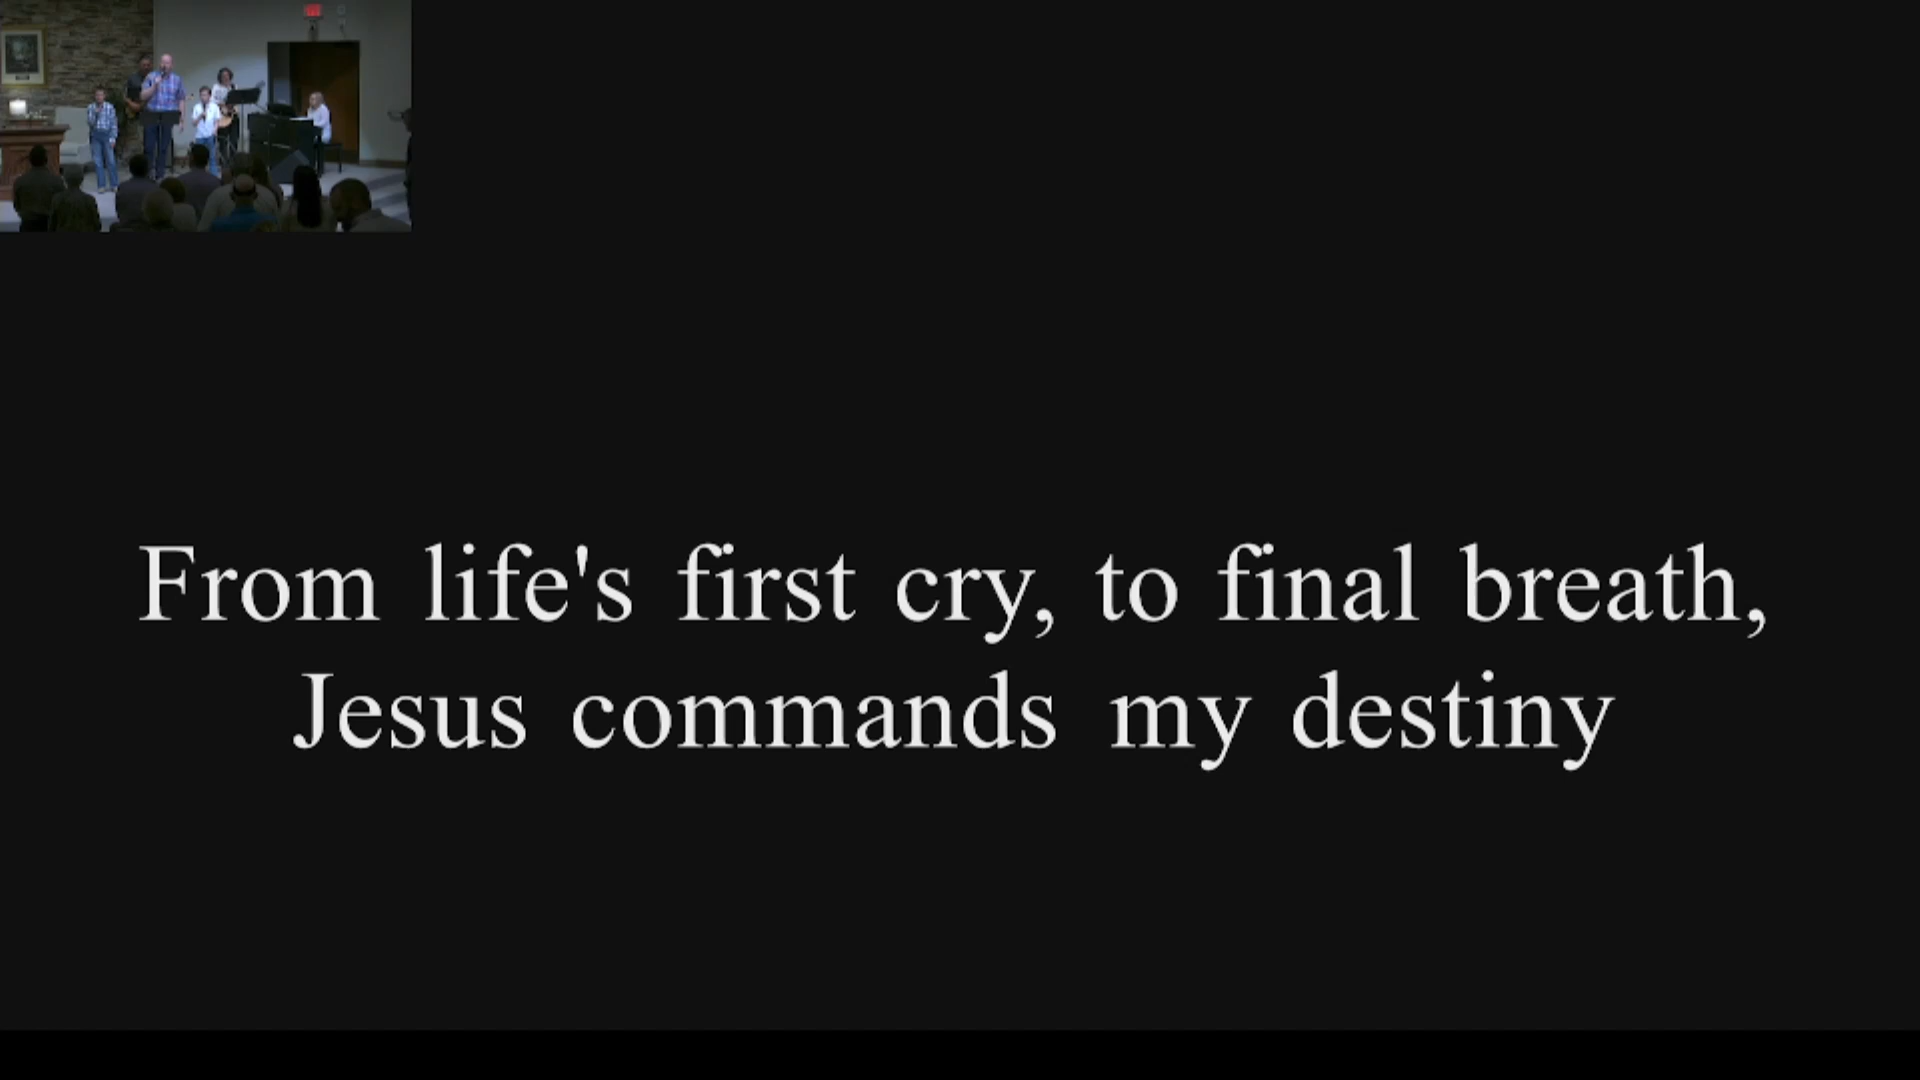 From life's first cry, to final breath,
Jesus commands my destiny